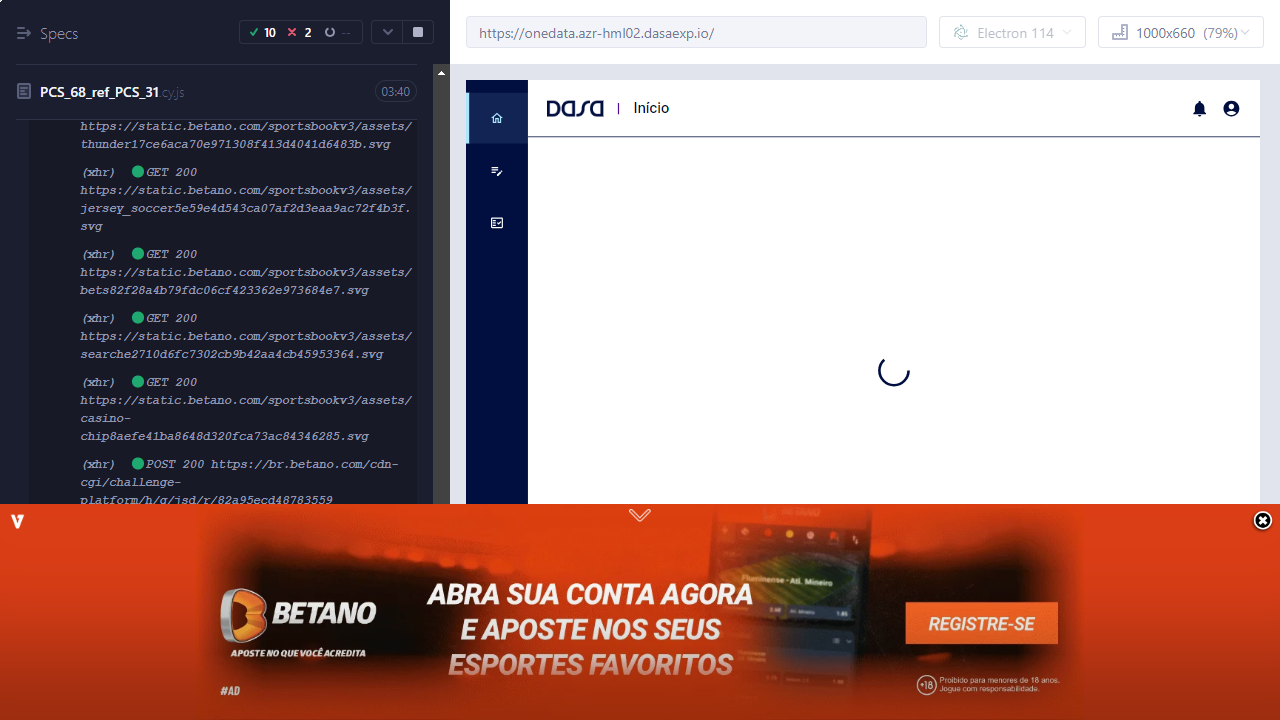 Specs
10 2 --
https://onedata.azr-hml02.dasaexp.io/
Electron 114
1000x660 (79%)
PCS_68_ref_PCS_31.cy.js
03:40
https://static.betano.com/sportsbookv3/assets/
thunder17ce6aca70e971308f413d4041d6483b.svg
(xhr) GET 200
https://static.betano.com/sportsbookv3/assets/
jersey_soccer5e59e4d543ca07af2d3eaa9ac72f4b3f.
svg
(xhr) GET 200
https://static.betano.com/sportsbookv3/assets/
bets82f28a4b79fdc06cf423362e973684e7.svg
(xhr) GET 200
https://static.betano.com/sportsbookv3/assets/
searche2710d6fc7302cb9b42aa4cb45953364.svg
(xhr) GET 200
https://static.betano.com/sportsbookv3/assets/
casino-
chip8aefe41ba8648d320fca73ac84346285.svg
(xhr) POST 200 https://br.betano.com/cdn-
cgi/challenge-
platform/h/g/jsd/r/82a95ecd48783559
DASA | Início
V
BETANO
APOSTE NO QUE VOCÊ ACREDITA
#AD
ABRA SUA CONTA AGORA
E APOSTE NOS SEUS
ESPORTES FAVORITOS
BETANO
Fluminense - Atl. Mineiro
REGISTRE-SE
+18 Proibido para menores de 18 anos.
Jogue com responsabilidade.